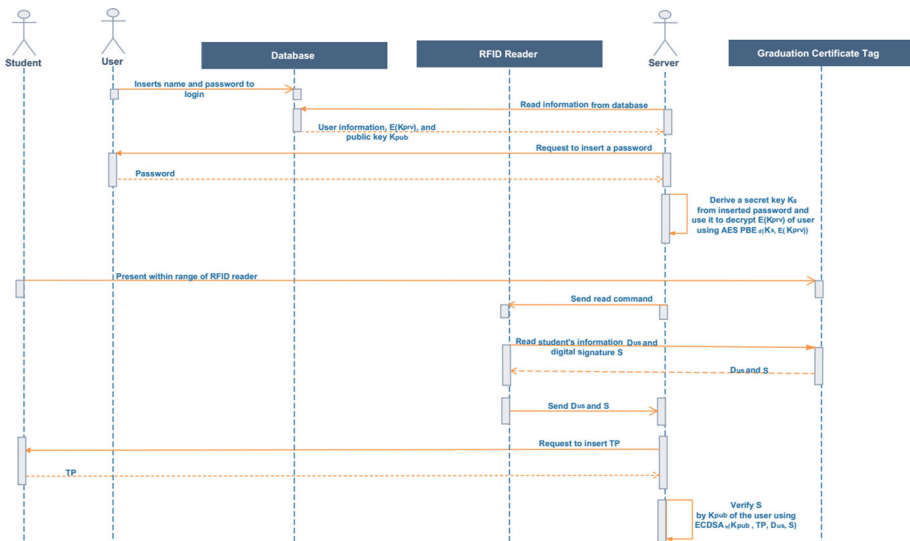 Student
User
Database
RFID Reader
Server
Graduation Certificate Tag
Inserts name and password to
login
Read information from database
User information, E(Kprv), and
public key Kpub
Request to insert a password
Password
Derive a secret key Ks
from inserted password and
use it to decrypt E(Kprv) of user
using AES PBE d(Ks, E( Kprv))
Present within range of RFID reader
Send read command
Read student's information Dus and
digital signature S
Dus and S
Send Dus and S
Request to insert TP
TP
Verify S
by Kpub of the user using
ECDSA v(Kpub , TP, Dus, S)